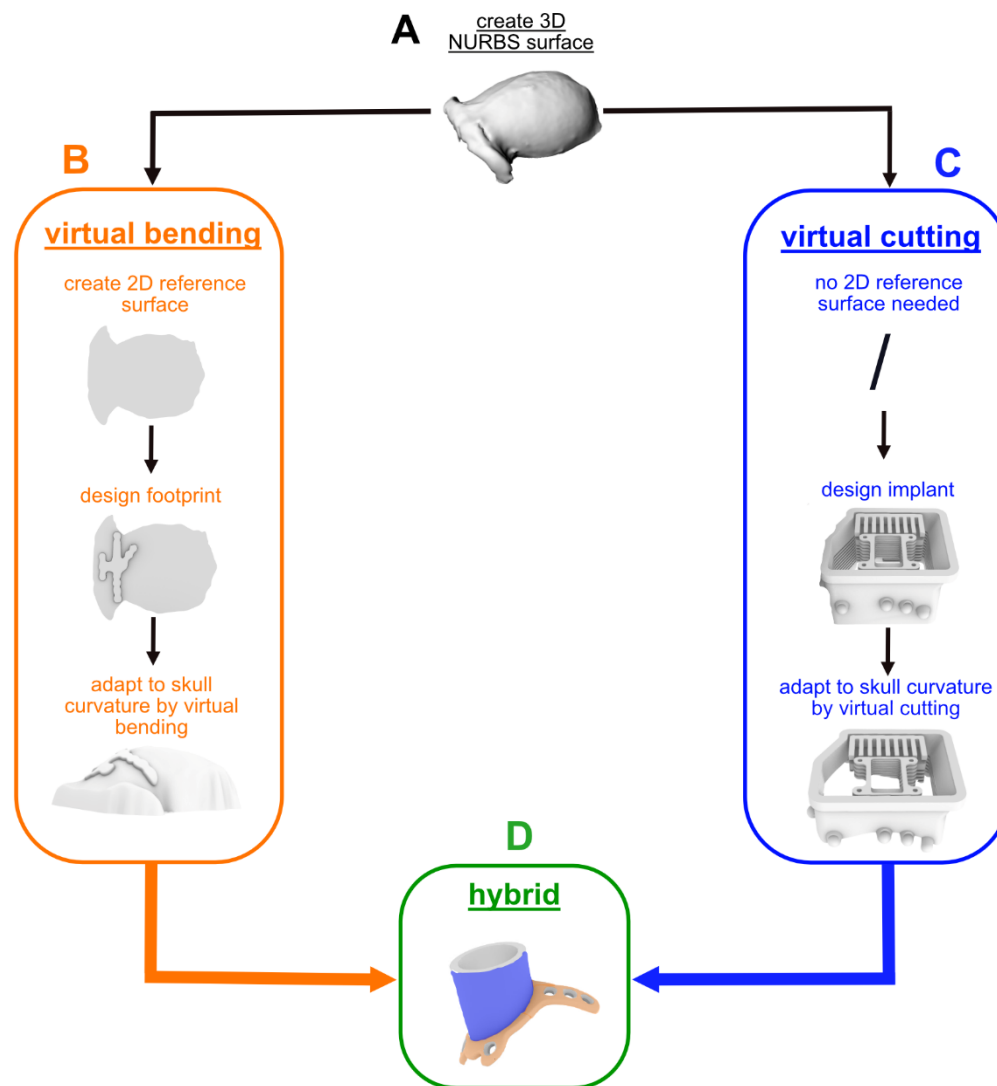 A
create 3D
NURBS surface
B
virtual bending
create 2D reference
surface
design footprint
adapt to skull
curvature by virtual
bending
C
virtual cutting
no 2D reference
surface needed
design implant
adapt to skull curvature
by virtual cutting
D
hybrid